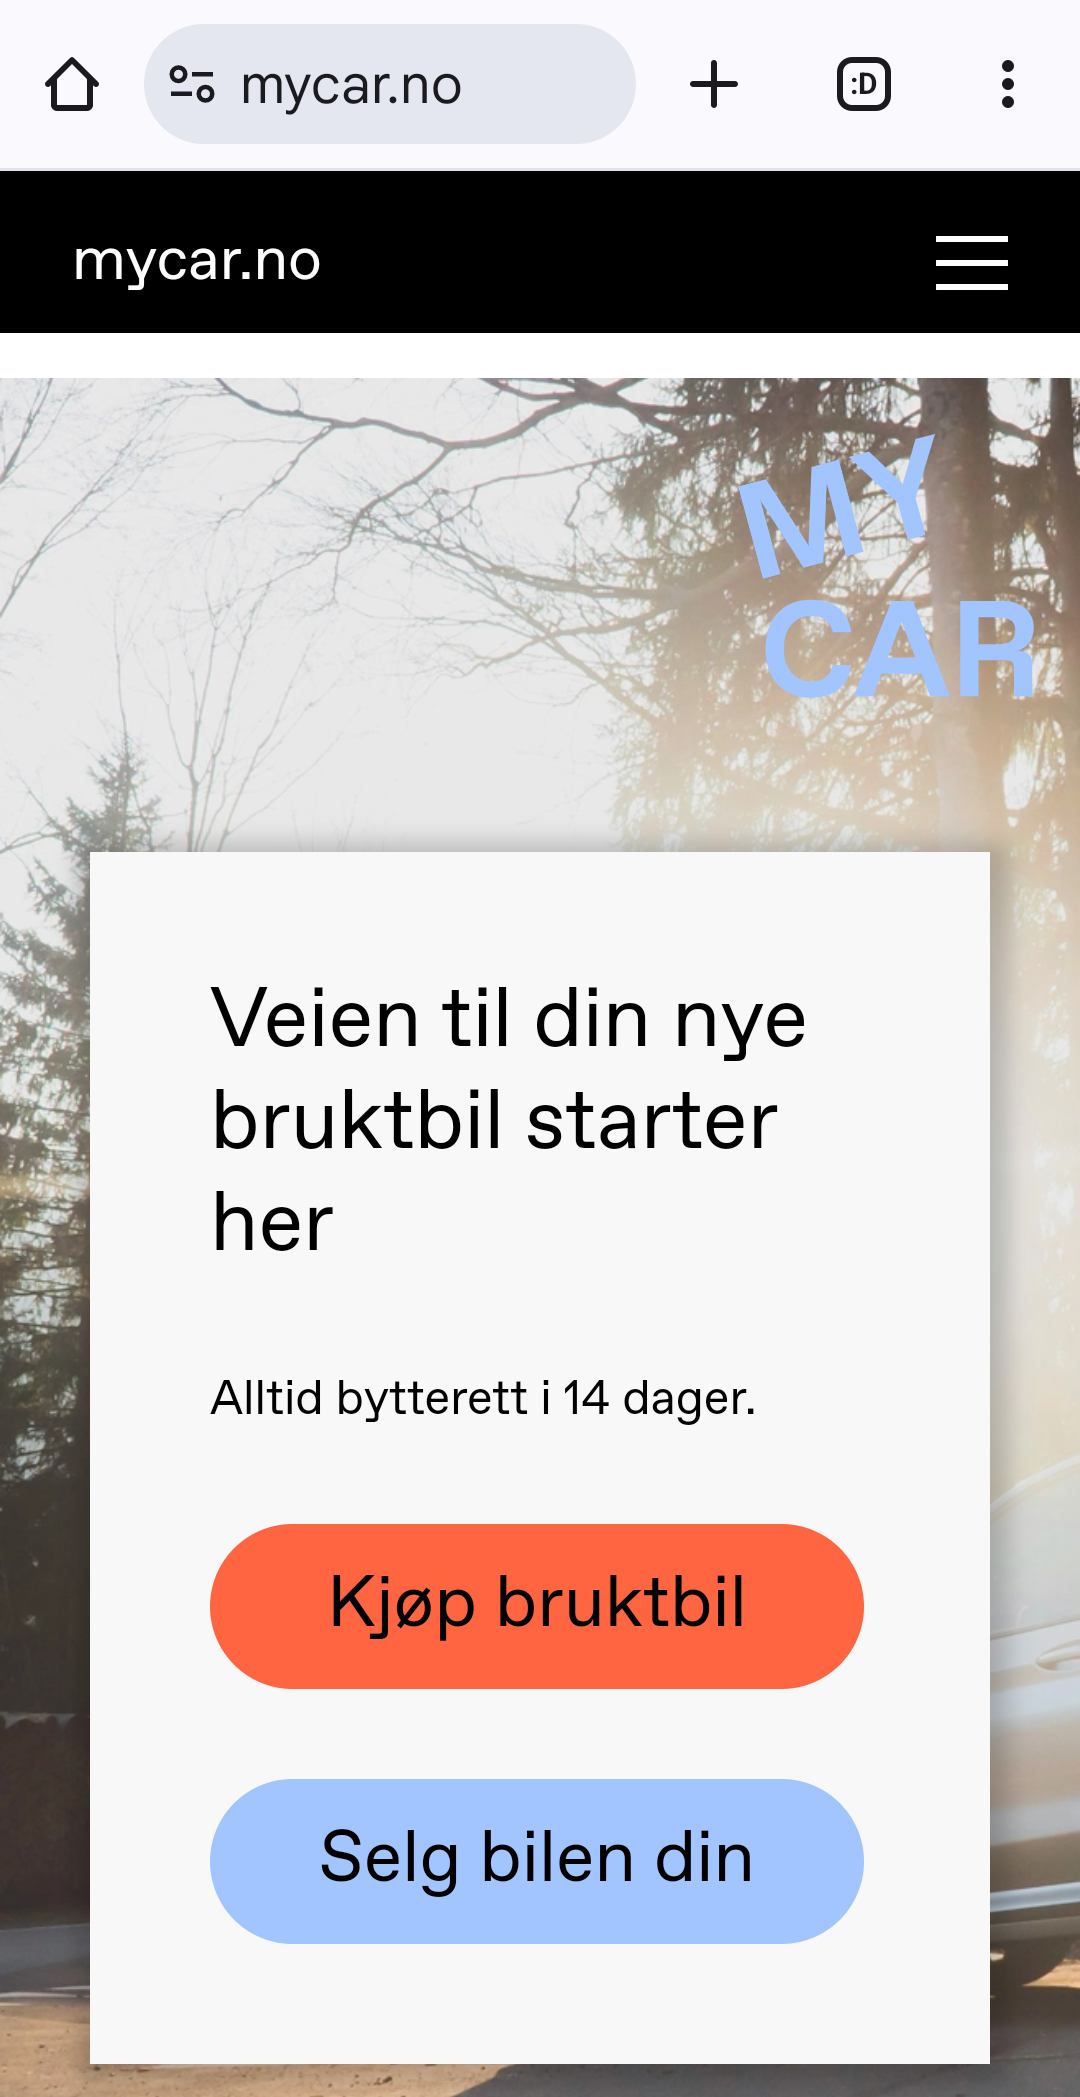 mycar.no
:D
mycar.no
MY
CAR
Veien til din nye
bruktbil starter
her
Alltid bytterett i 14 dager.
Kjøp bruktbil
Selg bilen din